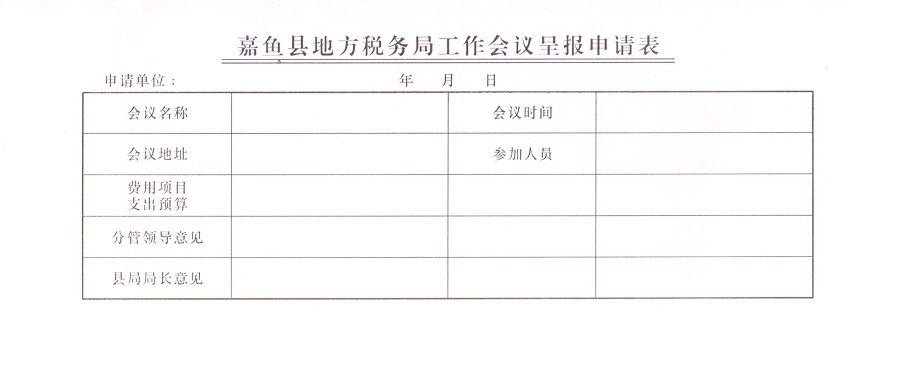 嘉鱼县地方税务局工作会议呈报申请表
申请单位： 年 月 日
会议名称 会议时间
会议地址 参加人员
费用项目
支出预算
分管领导意见
县局局长意见